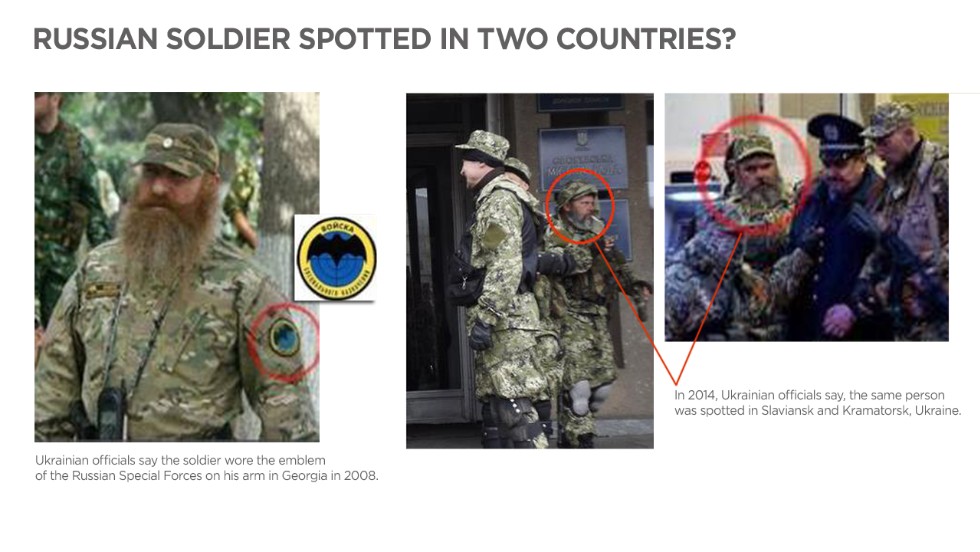 RUSSIAN SOLDIER SPOTTED IN TWO COUNTRIES?
ВОЙСКА
СПЕЦИАЛЬНОГО НАЗНАЧЕНИЯ
Ukrainian officials say the soldier wore the emblem
of the Russian Special Forces on his arm in Georgia in 2008.
In 2014, Ukrainian officials say, the same person
was spotted in Slaviansk and Kramatorsk, Ukraine.